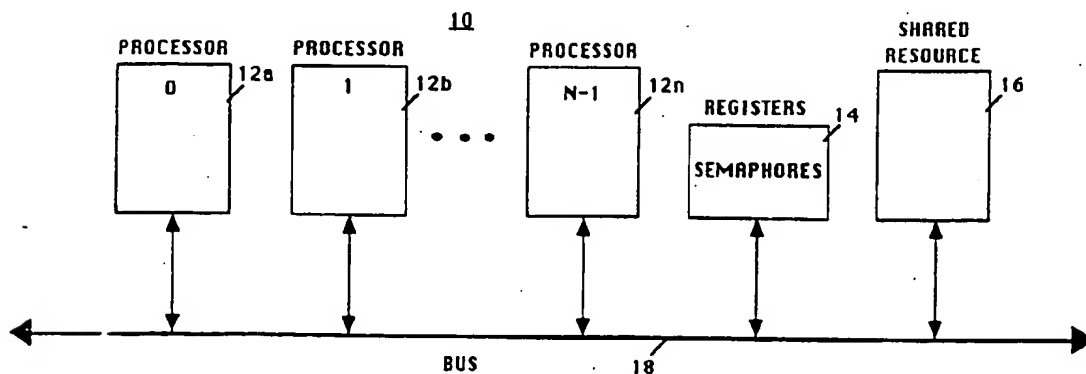 10
PROCESSOR
0
12a
PROCESSOR
1
12b
PROCESSOR
N-1
12n
REGISTERS
SEMAPHORES
14
SHARED
RESOURCE
16
BUS
18